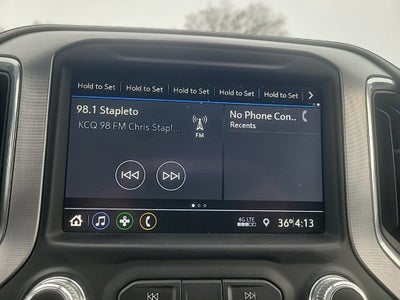 Hold to Set Hold to Set Hold to Set Hold to Set Hold to Set
98.1 Stapleto
KCQ 98 FM Chris Stapl...
FM
No Phone Con..
Recents
4G LTE
36° 4:13